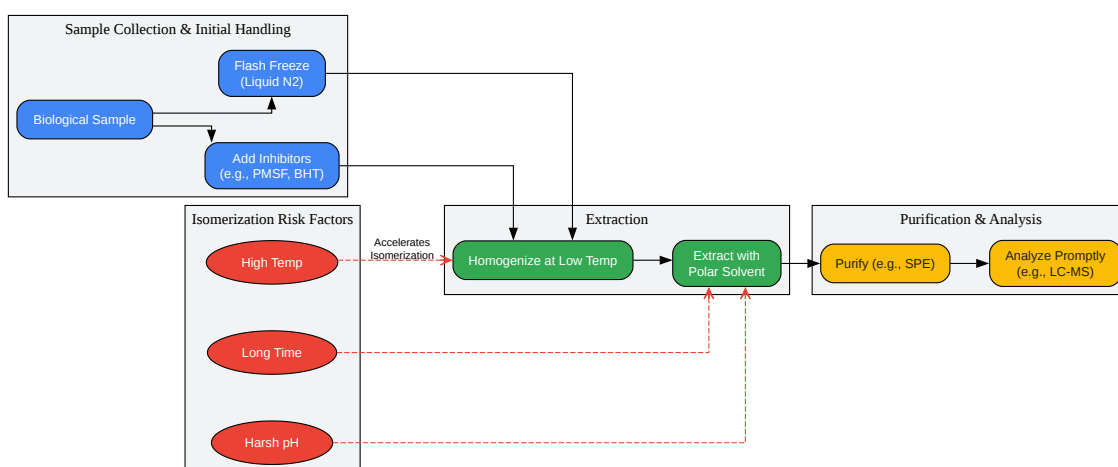 Sample Collection & Initial Handling
Flash Freeze
(Liquid N2)
Biological Sample
Add Inhibitors
(e.g., PMSF, BHT)
Isomerization Risk Factors
High Temp
Long Time
Harsh pH
Accelerates
Isomerization
Extraction
Homogenize at Low Temp
Extract with
Polar Solvent
Purification & Analysis
Purify (e.g., SPE)
Analyze Promptly
(e.g., LC-MS)